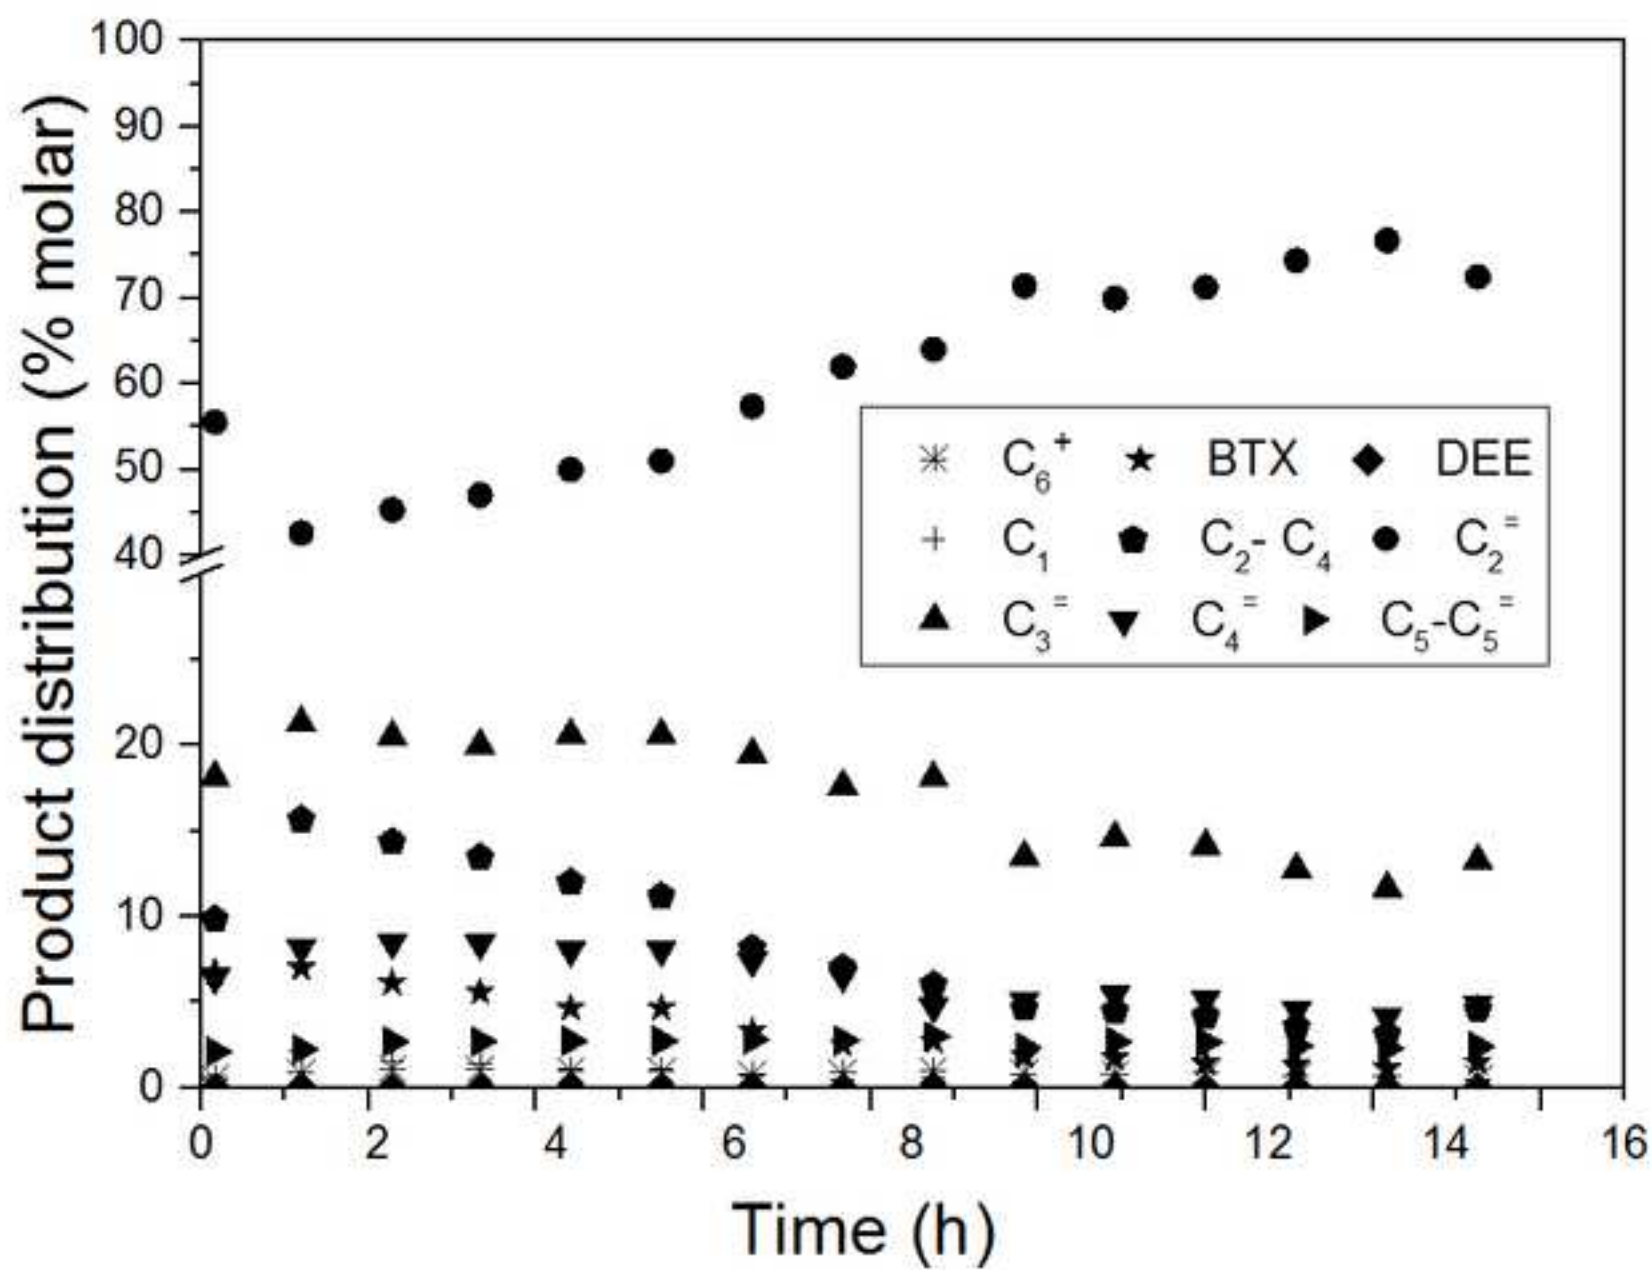 Product distribution (% molar)
100
90
80
70
60
50
40
20
10
0
C₆⁺ BTX DEE
C₁ C₂- C₄ C₂⁼
C₃⁼ C₄⁼ C₅-C₅⁼
0 2 4 6 8 10 12 14 16
Time (h)